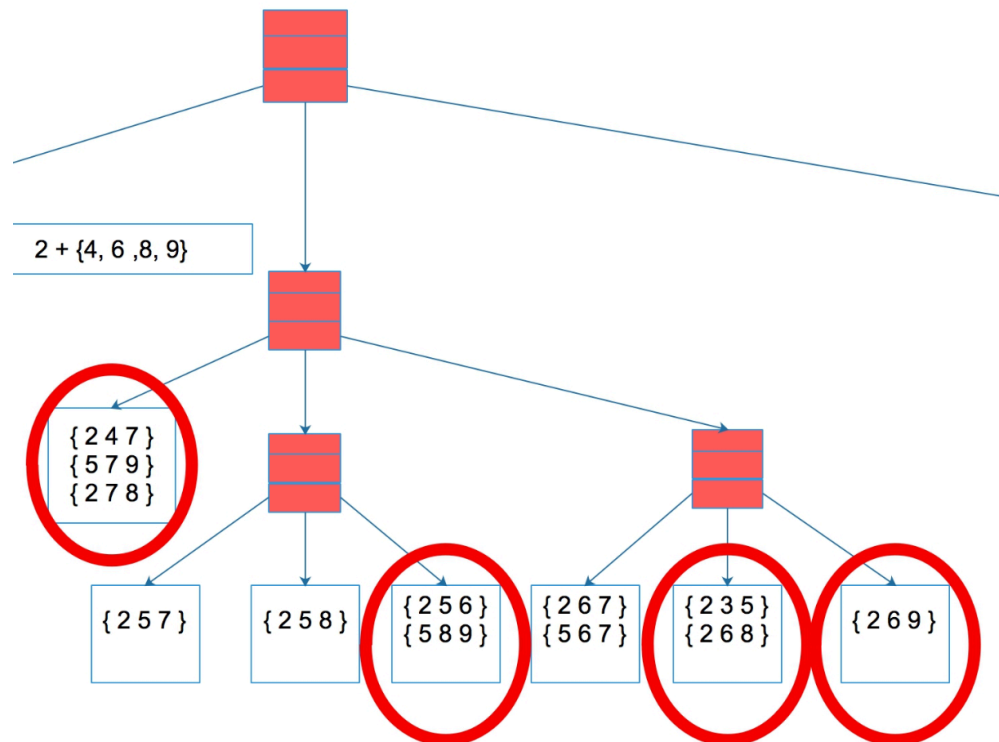 2 + {4, 6 ,8, 9}
{ 2 4 7 }
{ 5 7 9 }
{ 2 7 8 }
{ 2 5 7 }
{ 2 5 8 }
{ 2 5 6 }
{ 5 8 9 }
{ 2 6 7 }
{ 5 6 7 }
{ 2 3 5 }
{ 2 6 8 }
{ 2 6 9 }